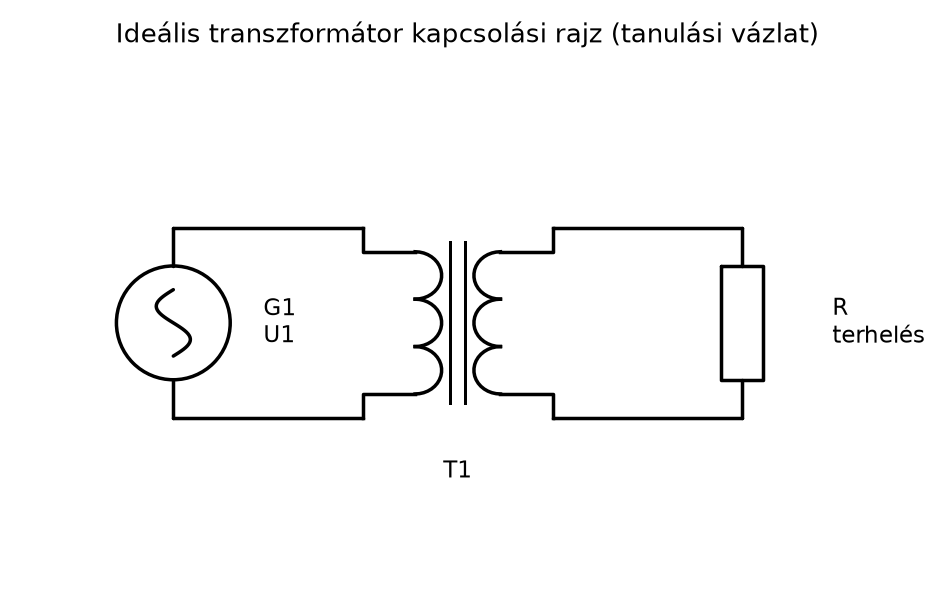 Ideális transzformátor kapcsolási rajz (tanulási vázlat)
G1
U1
R
terhelés
T1